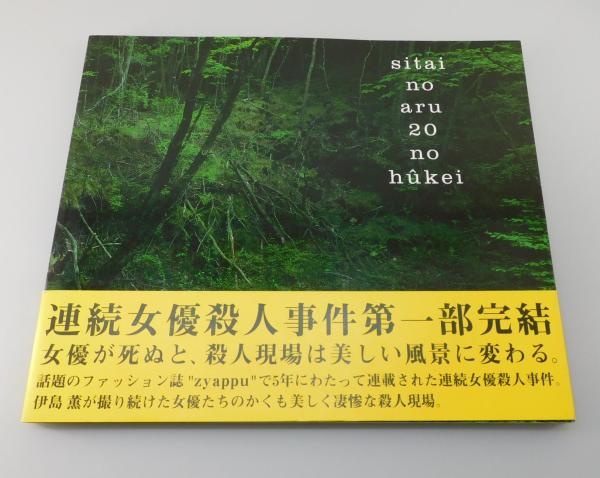 sitai
no
aru
20
no
hûkei
連続女優殺人事件第一部完結
女優が死ぬと、殺人現場は美しい風景に変わる。
話題のファッション誌"zyappu"で5年にわたって連載された連続女優殺人事件。
伊島 薫が撮り続けた女優たちのかくも美しく凄惨な殺人現場。